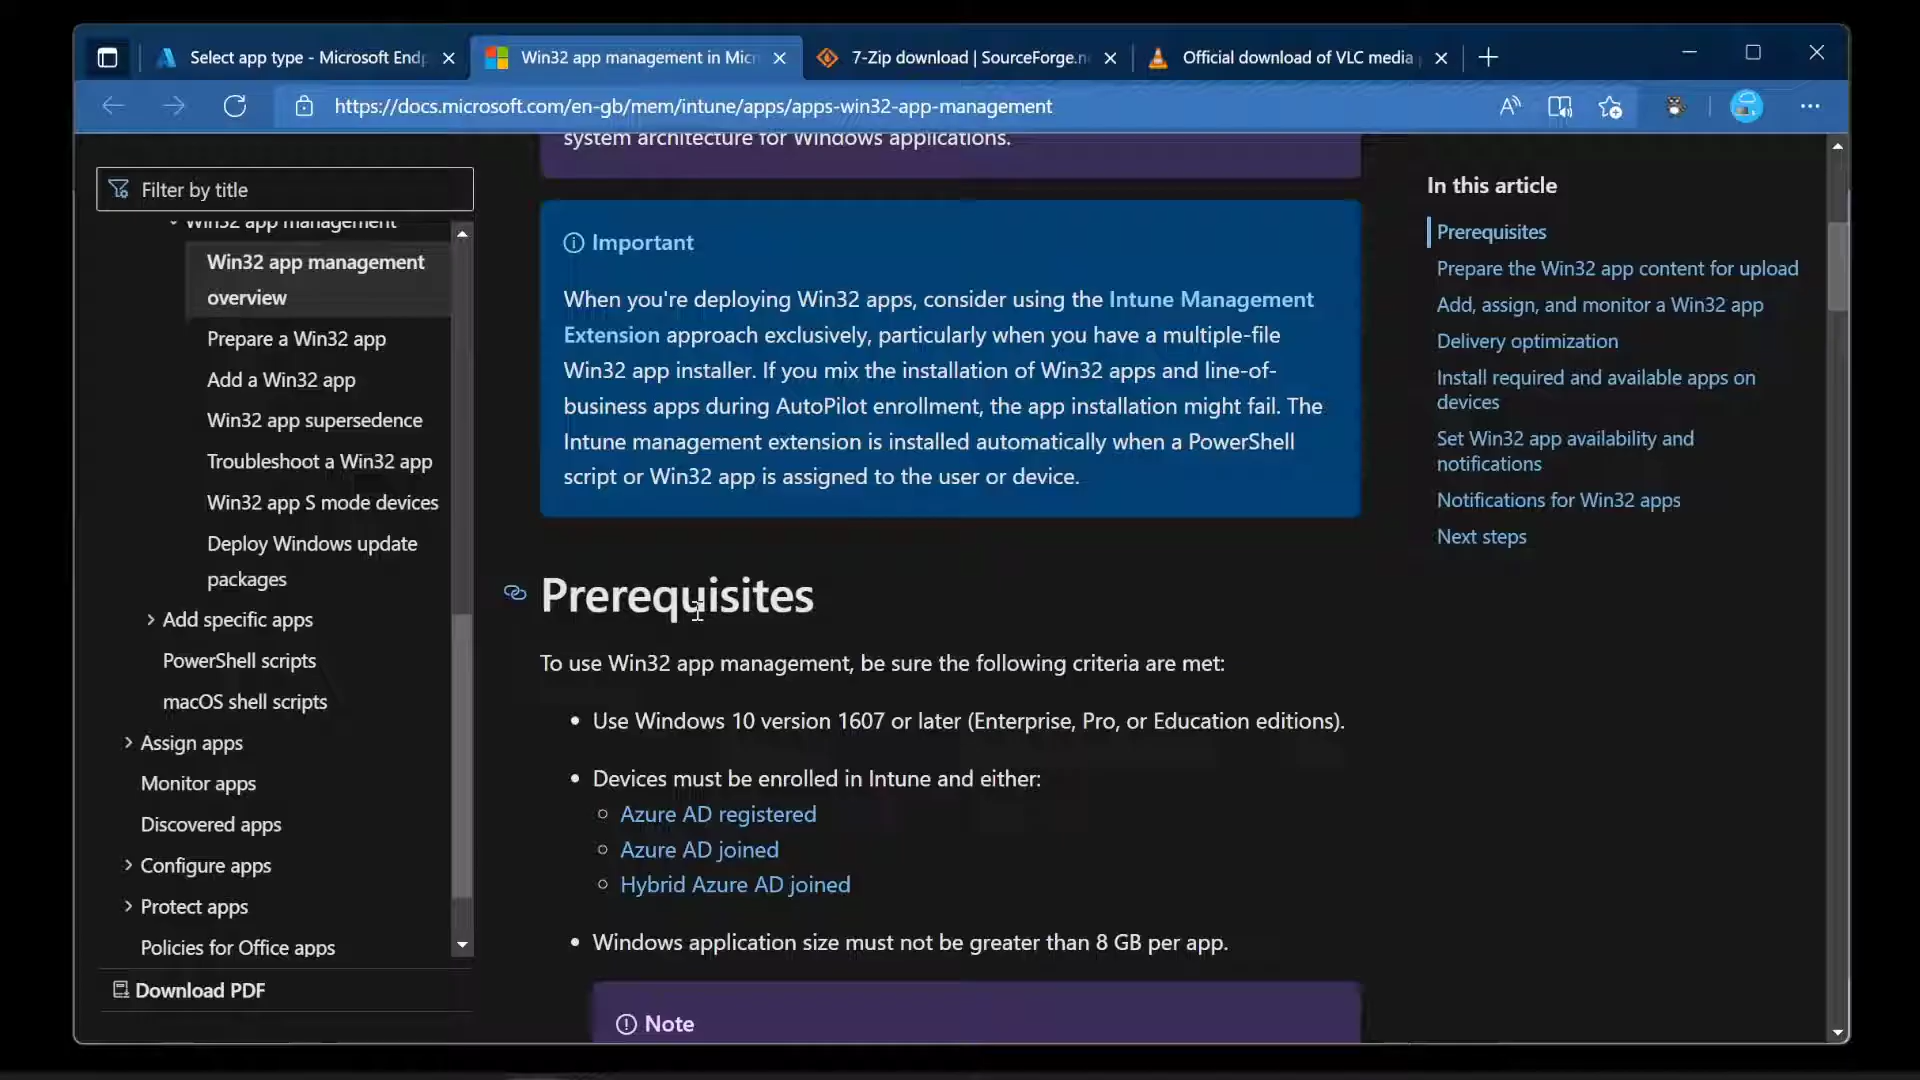 Select app type - Microsoft Endp
Win32 app management in Micr
7-Zip download | SourceForge.n
Official download of VLC media
https://docs.microsoft.com/en-gb/mem/intune/apps/apps-win32-app-management
Filter by title
Win32 app management
Win32 app management
overview
Prepare a Win32 app
Add a Win32 app
Win32 app supersedence
Troubleshoot a Win32 app
Win32 app S mode devices
Deploy Windows update
packages
Add specific apps
PowerShell scripts
macOS shell scripts
Assign apps
Monitor apps
Discovered apps
Configure apps
Protect apps
Policies for Office apps
Download PDF
system architecture for Windows applications.
Important
When you're deploying Win32 apps, consider using the Intune Management
Extension approach exclusively, particularly when you have a multiple-file
Win32 app installer. If you mix the installation of Win32 apps and line-of-
business apps during AutoPilot enrollment, the app installation might fail. The
Intune management extension is installed automatically when a PowerShell
script or Win32 app is assigned to the user or device.
Prerequisites
To use Win32 app management, be sure the following criteria are met:
• Use Windows 10 version 1607 or later (Enterprise, Pro, or Education editions).
• Devices must be enrolled in Intune and either:
○ Azure AD registered
○ Azure AD joined
○ Hybrid Azure AD joined
• Windows application size must not be greater than 8 GB per app.
Note
In this article
Prerequisites
Prepare the Win32 app content for upload
Add, assign, and monitor a Win32 app
Delivery optimization
Install required and available apps on
devices
Set Win32 app availability and
notifications
Notifications for Win32 apps
Next steps